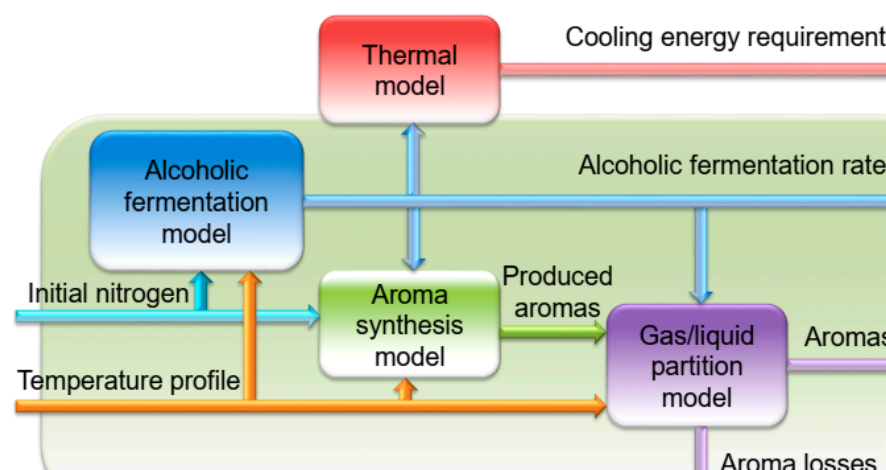 Thermal
model
Cooling energy requirement
Alcoholic
fermentation
model
Alcoholic fermentation rate
Initial nitrogen
Aroma
synthesis
model
Produced
aromas
Gas/liquid
partition
model
Aromas
Temperature profile
Aroma losses